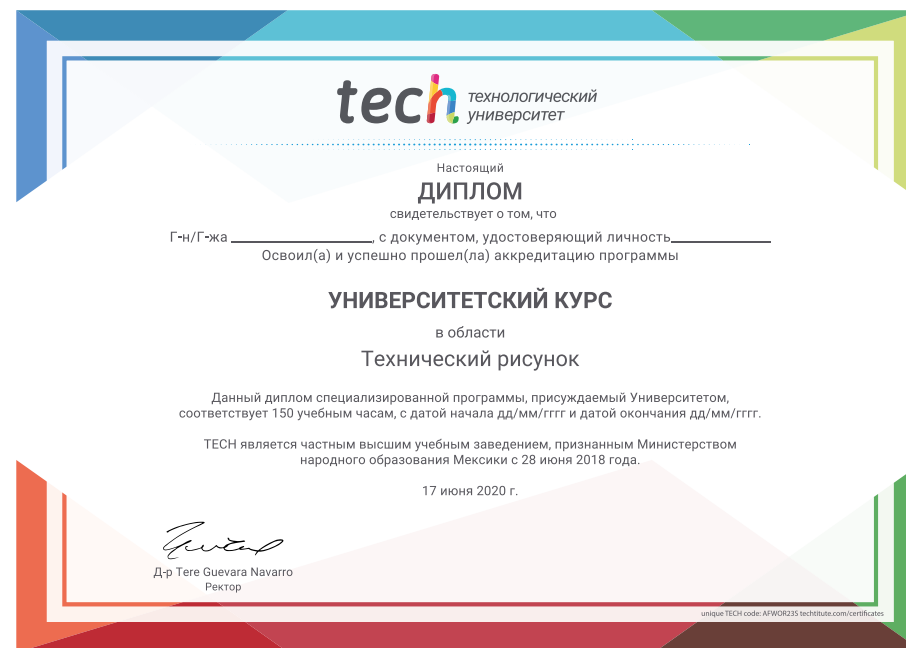 tech технологический
университет
Настоящий
ДИПЛОМ
свидетельствует о том, что
Г-н/Г-жа , с документом, удостоверяющий личность
Освоил(а) и успешно прошел(ла) аккредитацию программы
УНИВЕРСИТЕТСКИЙ КУРС
в области
Технический рисунок
Данный диплом специализированной программы, присуждаемый Университетом,
соответствует 150 учебным часам, с датой начала дд/мм/гггг и датой окончания дд/мм/гггг.
TECH является частным высшим учебным заведением, признанным Министерством
народного образования Мексики с 28 июня 2018 года.
17 июня 2020 г.
Д-р Tere Guevara Navarro
Ректор
unique TECH code: AFWOR23S techtitute.com/certificates